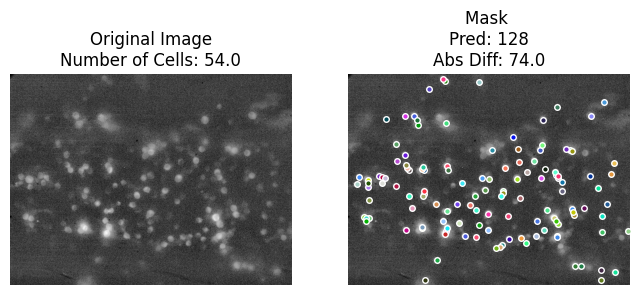 Original Image
Number of Cells: 54.0
Mask
Pred: 128
Abs Diff: 74.0